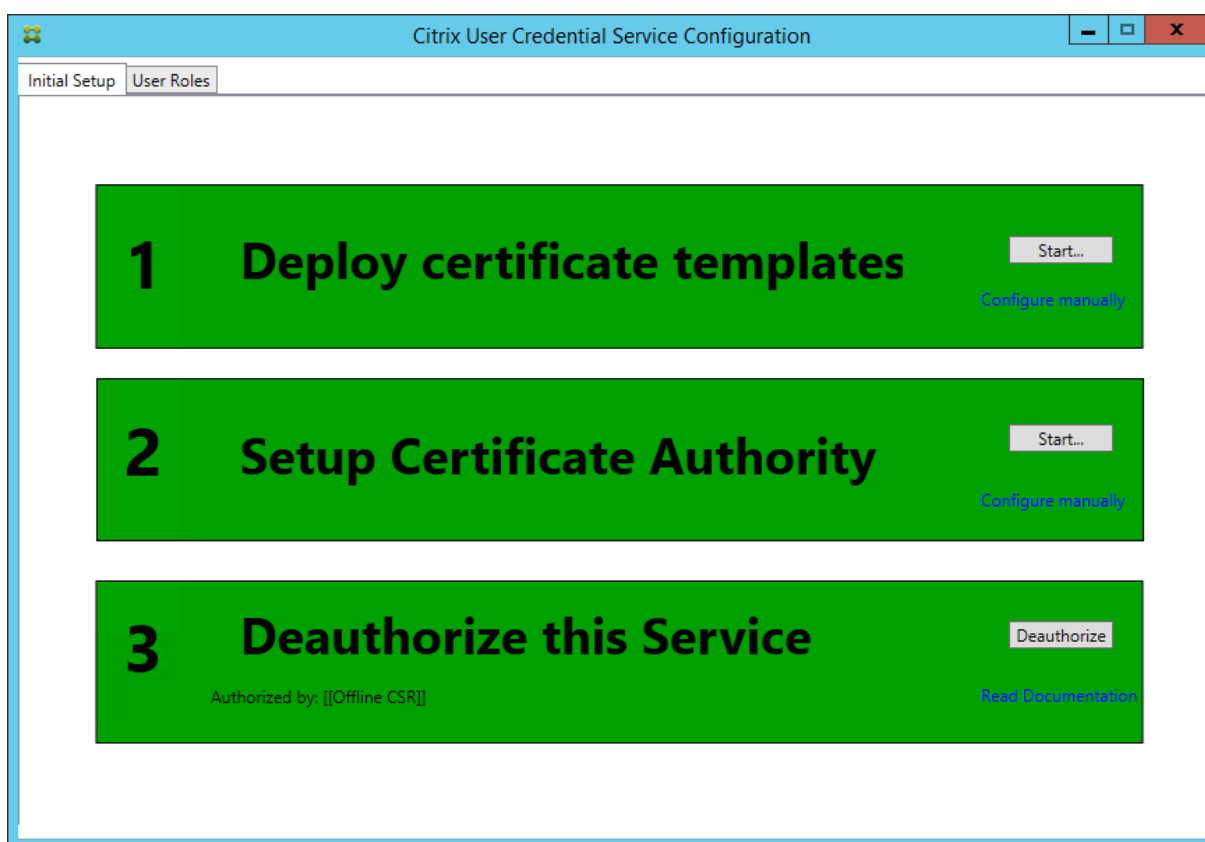 Citrix User Credential Service Configuration
Initial Setup
User Roles
1
Deploy certificate templates
Start...
Configure manually
2
Setup Certificate Authority
Start...
Configure manually
3
Deauthorize this Service
Deauthorize
Authorized by: [[Offline CSR]]
Read Documentation